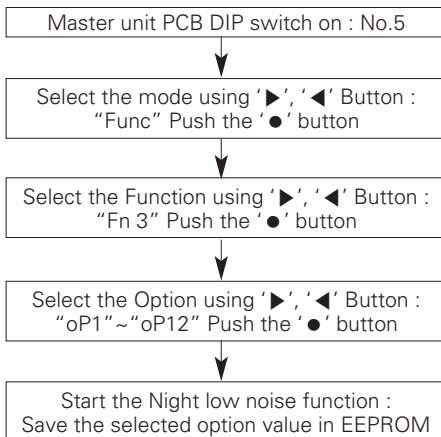 Master unit PCB DIP switch on : No.5
Select the mode using ‘▶’, ‘◀’ Button :
“Func” Push the ‘●’ button
Select the Function using ‘▶’, ‘◀’ Button :
“Fn 3” Push the ‘●’ button
Select the Option using ‘▶’, ‘◀’ Button :
“oP1”~“oP12” Push the ‘●’ button
Start the Night low noise function :
Save the selected option value in EEPROM